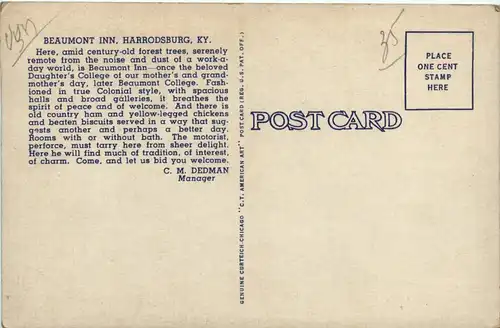 BEAUMONT INN, HARRODSBURG, KY.
Here, amid century-old forest trees, serenely
remote from the noise and dust of a work-a-
day world, is Beaumont Inn—once the beloved
Daughter's College of our mother's and grand-
mother's day, later Beaumont College. Fash-
ioned in true Colonial style, with spacious
halls and broad galleries, it breathes the
spirit of peace and of welcome. And there is
old country ham and yellow-legged chickens
and beaten biscuits served in a way that sug-
gests another and perhaps a better day.
Rooms with or without bath. The motorist,
perforce, must tarry here from sheer delight.
Here he will find much of tradition, of interest,
of charm. Come, and let us bid you welcome.
C. M. DEDMAN
Manager
GENUINE CURTEICH-CHICAGO "C.T. AMERICAN ART" POST CARD (REG. U.S. PAT. OFF.)
POST CARD
35
PLACE
ONE CENT
STAMP
HERE